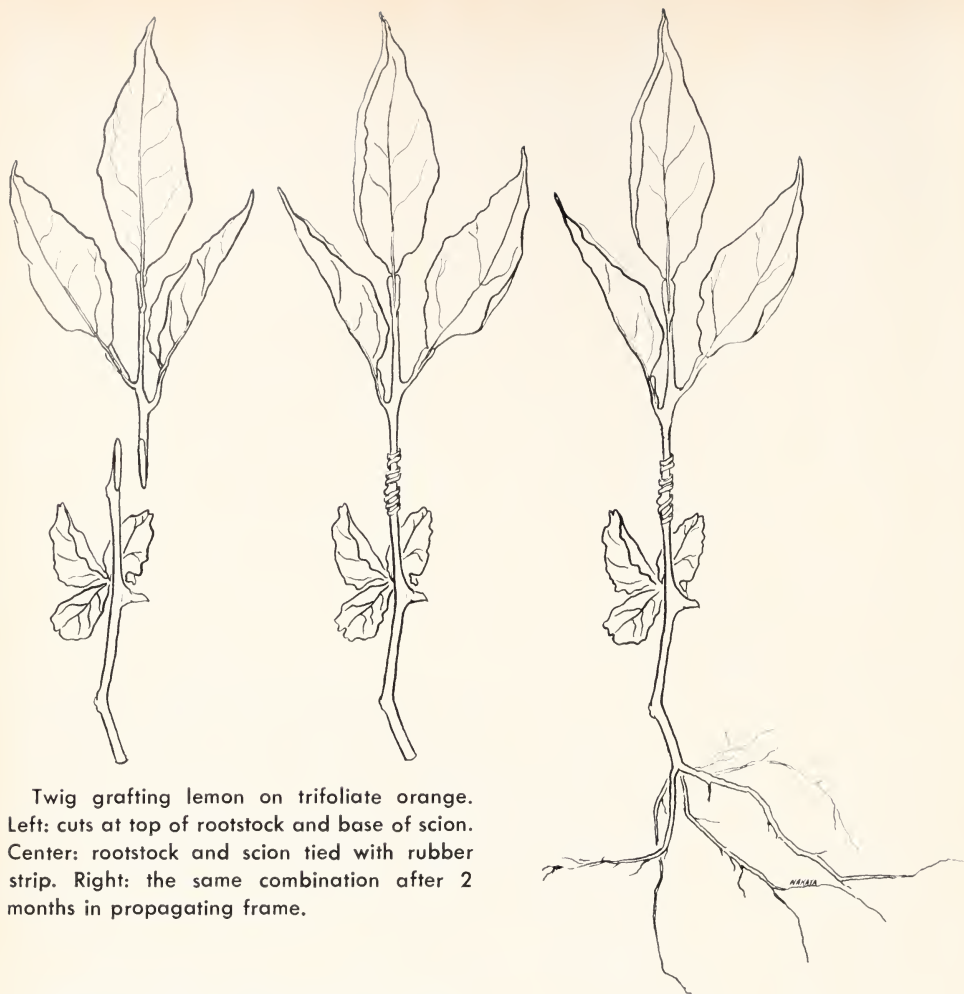 Twig grafting lemon on trifoliate orange.
Left: cuts at top of rootstock and base of scion.
Center: rootstock and scion tied with rubber
strip. Right: the same combination after 2
months in propagating frame.